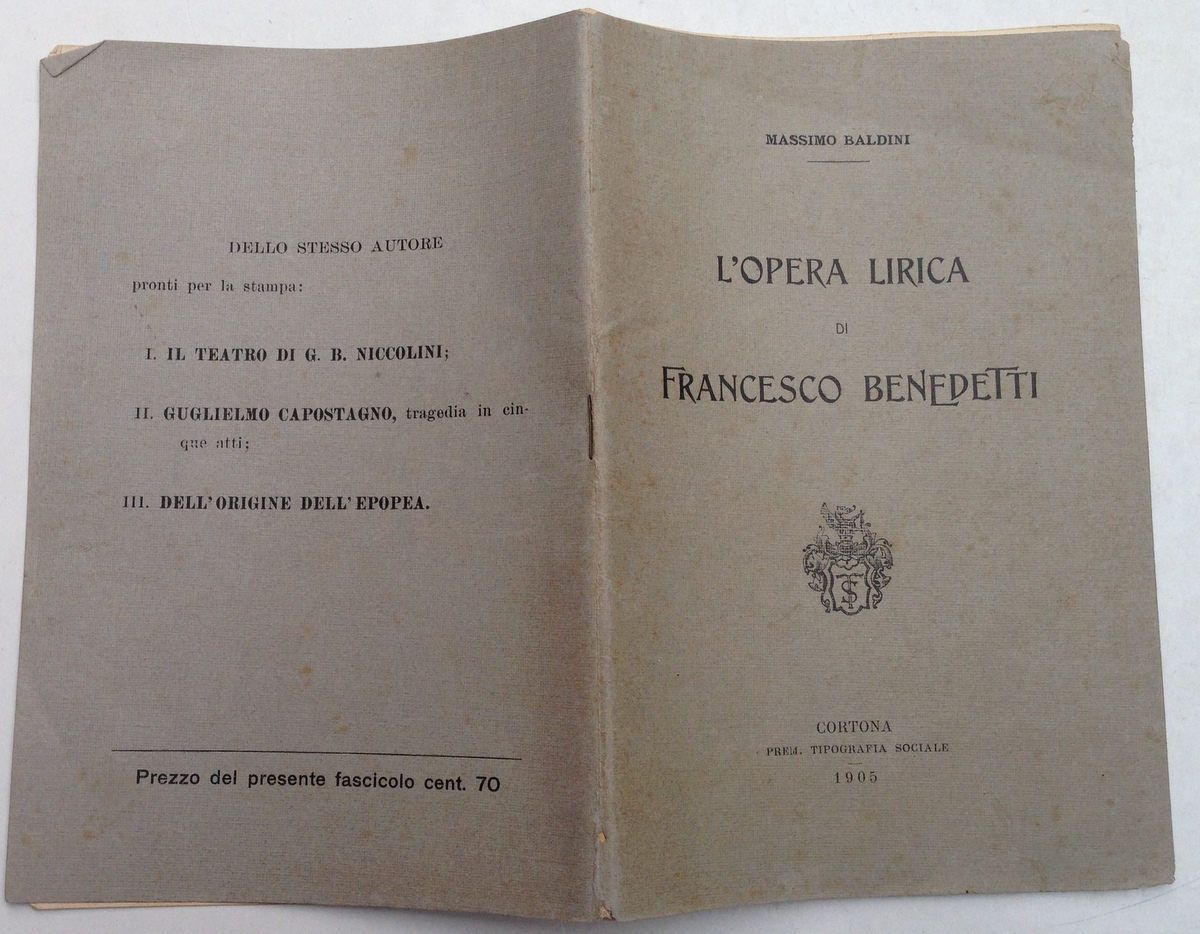 DELLO STESSO AUTORE
pronti per la stampa:
I. IL TEATRO DI G. B. NICCOLINI;
II. GUGLIELMO CAPOSTAGNO, tragedia in cin-
que atti;
III. DELL'ORIGINE DELL'EPOPEA.
Prezzo del presente fascicolo cent. 70
MASSIMO BALDINI
L'OPERA LIRICA
DI
FRANCESCO BENEDETTI
CORTONA
PREM. TIPOGRAFIA SOCIALE
1905